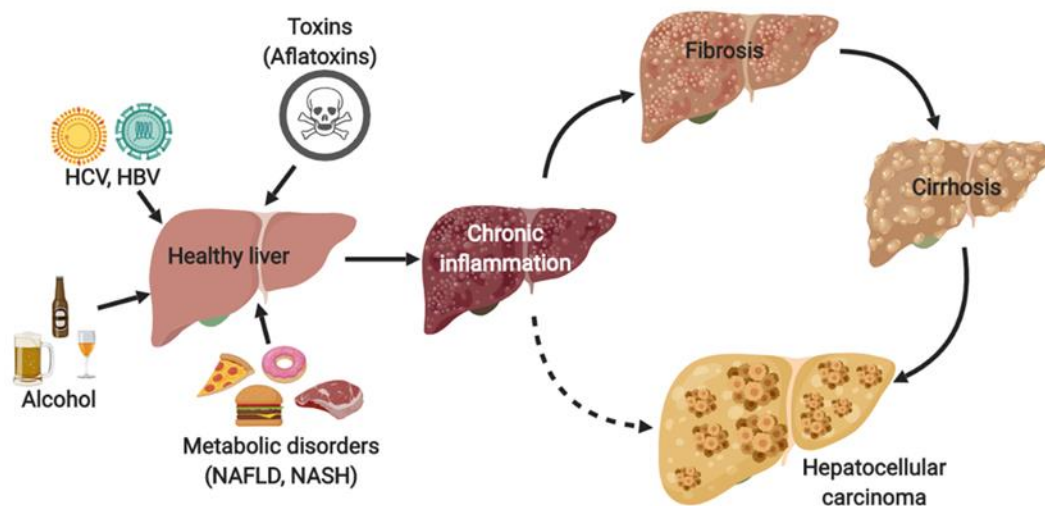 Toxins
(Aflatoxins)
HCV, HBV
Healthy liver
Alcohol
Metabolic disorders
(NAFLD, NASH)
Chronic
inflammation
Fibrosis
Cirrhosis
Hepatocellular
carcinoma